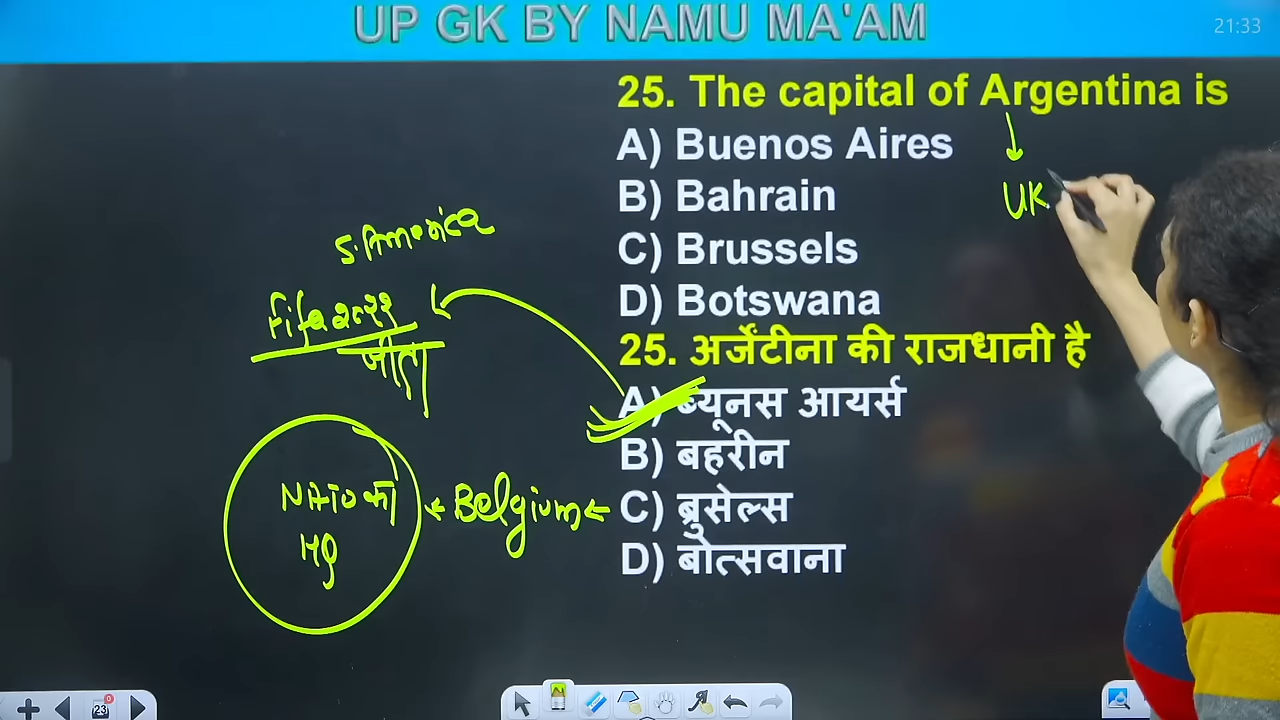 UP GK BY NAMU MA'AM
21:33
25. The capital of Argentina is
A) Buenos Aires
B) Bahrain
C) Brussels
D) Botswana
UK
S. America
Fifa 2022
जीता
25. अर्जेंटीना की राजधानी है
A) ब्यूनस आयर्स
B) बहरीन
C) ब्रुसेल्स
D) बोत्सवाना
Belgium
NATO का
HQ
23